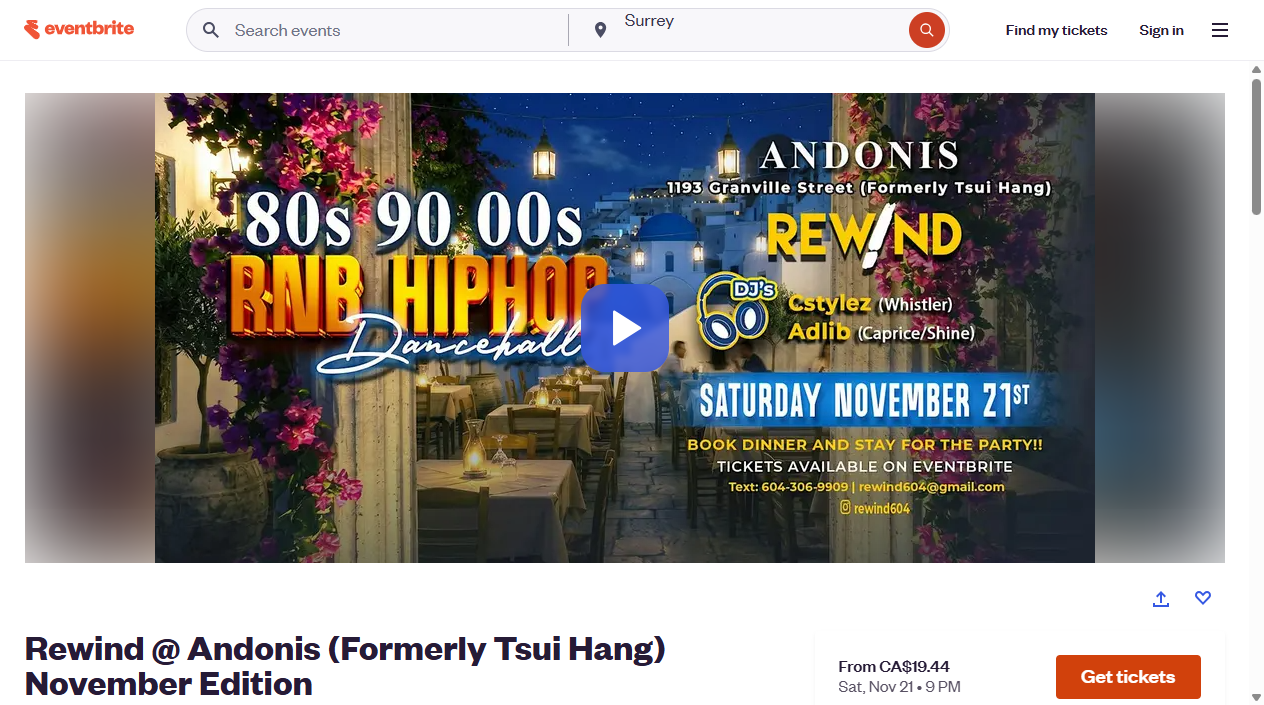 eventbrite
Search events
Surrey
Find my tickets
Sign in
80s 90 00s
RNB HIPHOP
Dancehall
ANDONIS
1193 Granville Street (Formerly Tsui Hang)
REW!ND
DJ's
Cstylez (Whistler)
Adlib (Caprice/Shine)
SATURDAY NOVEMBER 21ST
BOOK DINNER AND STAY FOR THE PARTY!!
TICKETS AVAILABLE ON EVENTBRITE
Text: 604-306-9909 | rewind604@gmail.com
rewind604
Rewind @ Andonis (Formerly Tsui Hang)
November Edition
From CA$19.44
Sat, Nov 21 • 9 PM
Get tickets